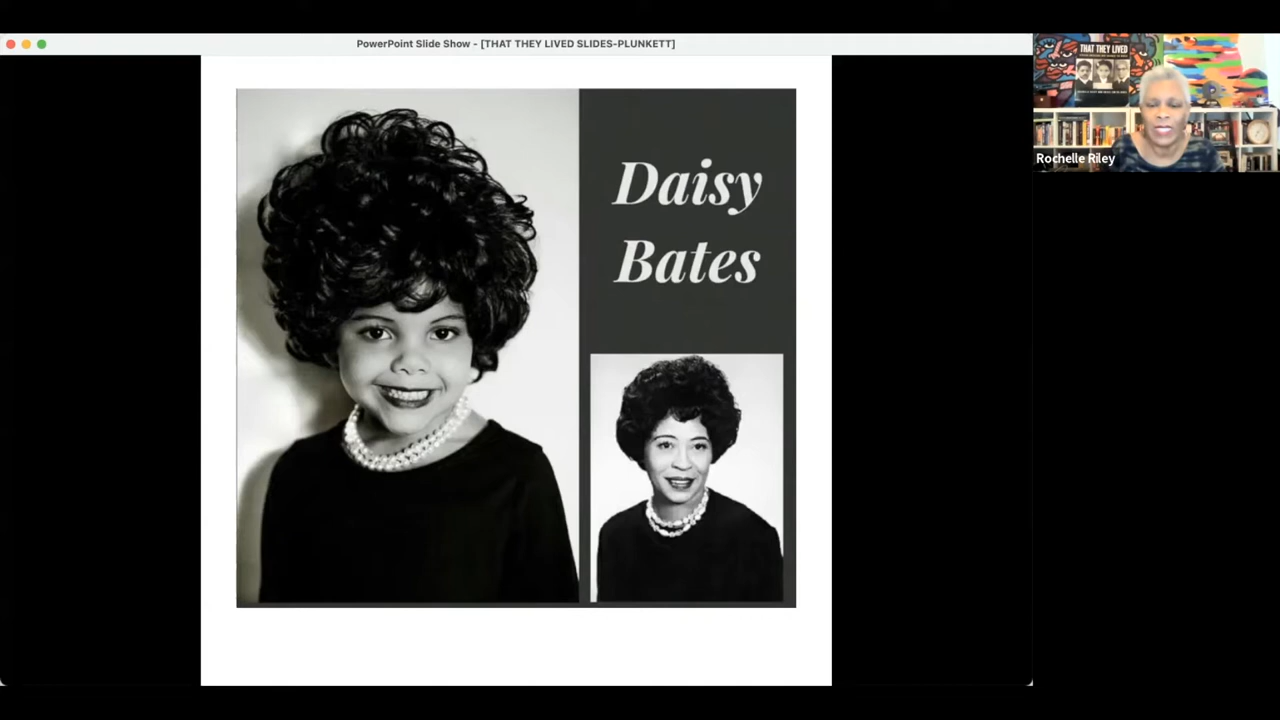 PowerPoint Slide Show - [THAT THEY LIVED SLIDES-PLUNKETT]
Daisy
Bates
THAT THEY LIVED
Rochelle Riley